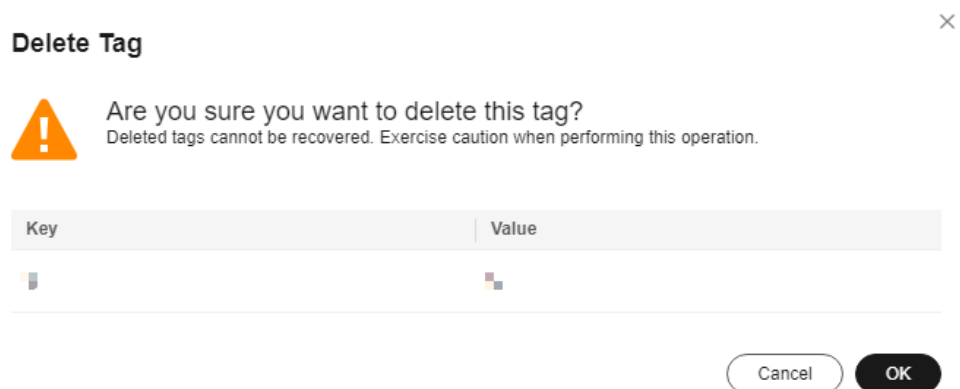 Delete Tag
Are you sure you want to delete this tag?
Deleted tags cannot be recovered. Exercise caution when performing this operation.
Key Value
Cancel OK